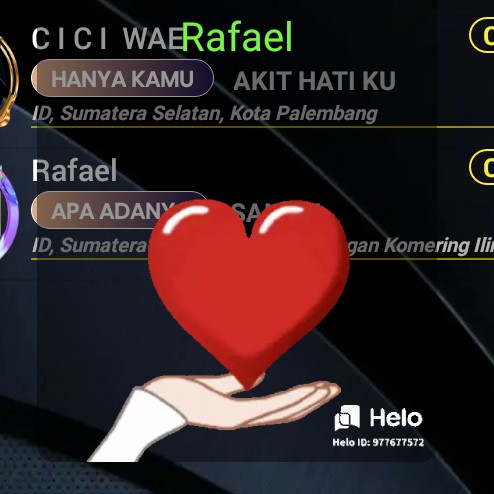 C I C I  WAE Rafael
HANYA KAMU AKIT HATI KU
ID, Sumatera Selatan, Kota Palembang
Rafael
APA ADANY
ID, Sumatera gan Komering Ilir
Helo
Helo ID: 977677572